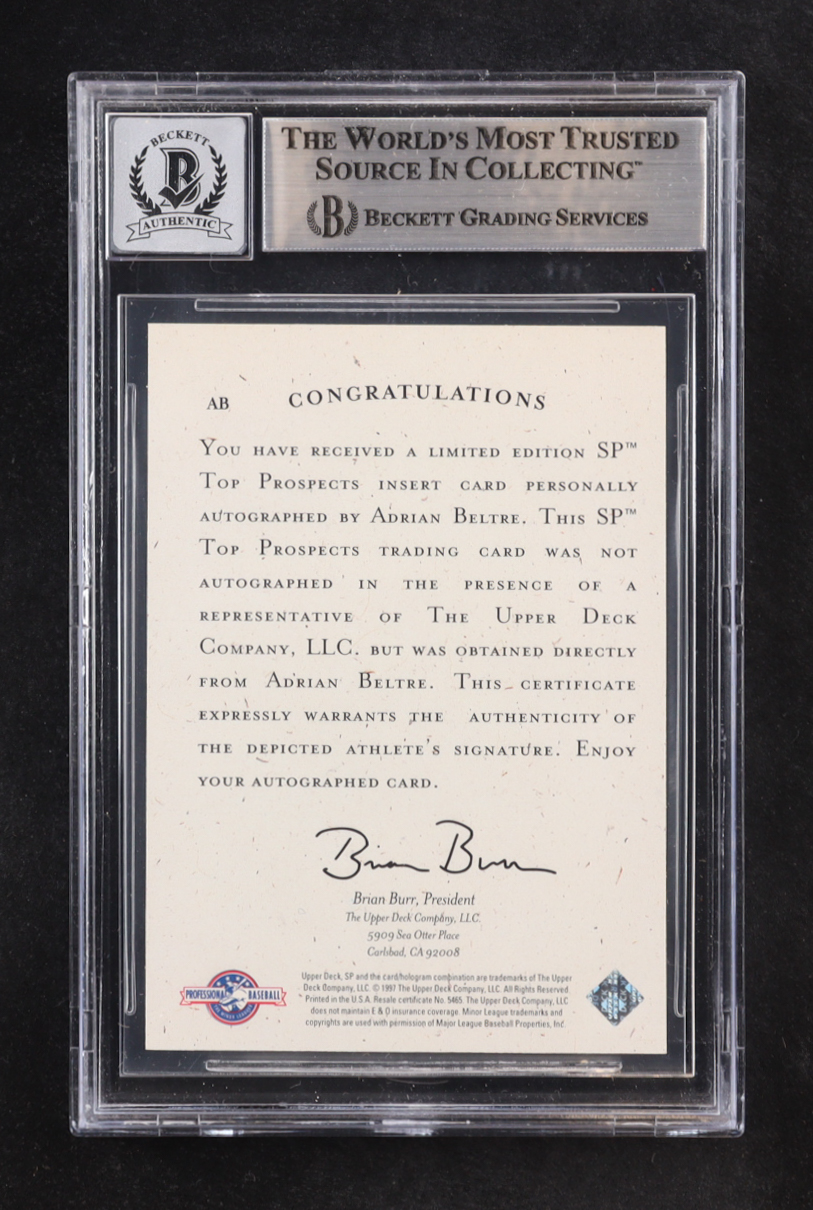 BECKETT
B
AUTHENTIC
THE WORLD'S MOST TRUSTED
SOURCE IN COLLECTING™
B BECKETT GRADING SERVICES
AB CONGRATULATIONS
YOU HAVE RECEIVED A LIMITED EDITION SP™
TOP PROSPECTS INSERT CARD PERSONALLY
AUTOGRAPHED BY ADRIAN BELTRE. THIS SP™
TOP PROSPECTS TRADING CARD WAS NOT
AUTOGRAPHED IN THE PRESENCE OF A
REPRESENTATIVE OF THE UPPER DECK
COMPANY, LLC. BUT WAS OBTAINED DIRECTLY
FROM ADRIAN BELTRE. THIS CERTIFICATE
EXPRESSLY WARRANTS THE AUTHENTICITY OF
THE DEPICTED ATHLETE'S SIGNATURE. ENJOY
YOUR AUTOGRAPHED CARD.
Brian Burr
Brian Burr, President
The Upper Deck Company, LLC.
5909 Sea Otter Place
Carlsbad, CA 92008
Upper Deck, SP and the card/hologram combination are trademarks of The Upper
Deck Company, LLC. © 1997 The Upper Deck Company, LLC. All Rights Reserved.
Printed in the U.S.A. Resale certificate No. 5465. The Upper Deck Company, LLC
does not maintain E & O insurance coverage. Minor League trademarks and
copyrights are used with permission of Major League Baseball Properties, Inc.
PROFESSIONAL BASEBALL